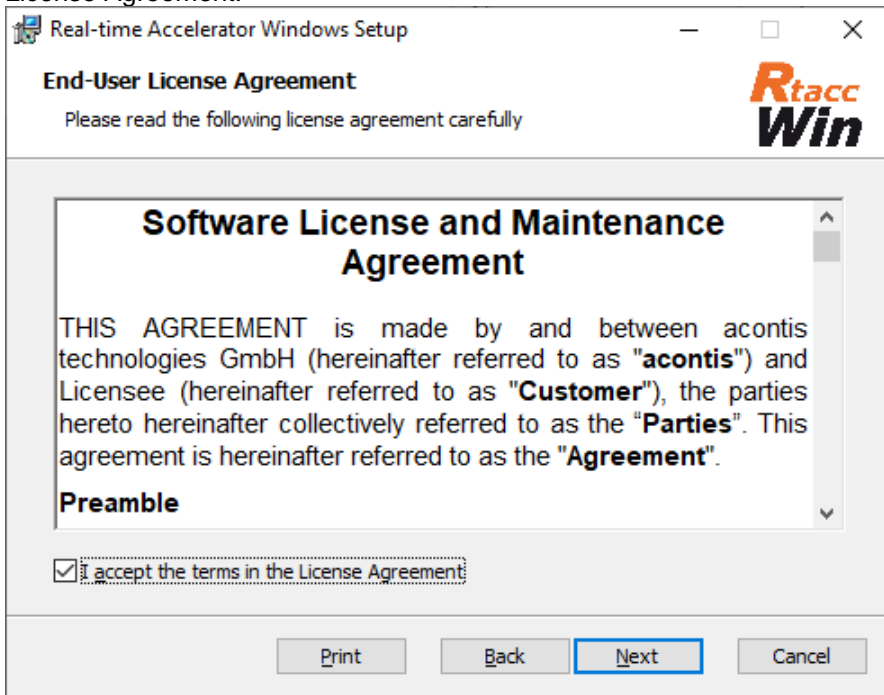 License Agreement.
Real-time Accelerator Windows Setup
End-User License Agreement
Please read the following license agreement carefully
Rtacc
Win
Software License and Maintenance
Agreement
THIS AGREEMENT is made by and between acontis
technologies GmbH (hereinafter referred to as "acontis") and
Licensee (hereinafter referred to as "Customer"), the parties
hereto hereinafter collectively referred to as the “Parties”. This
agreement is hereinafter referred to as the "Agreement".
Preamble
I accept the terms in the License Agreement
Print Back Next Cancel